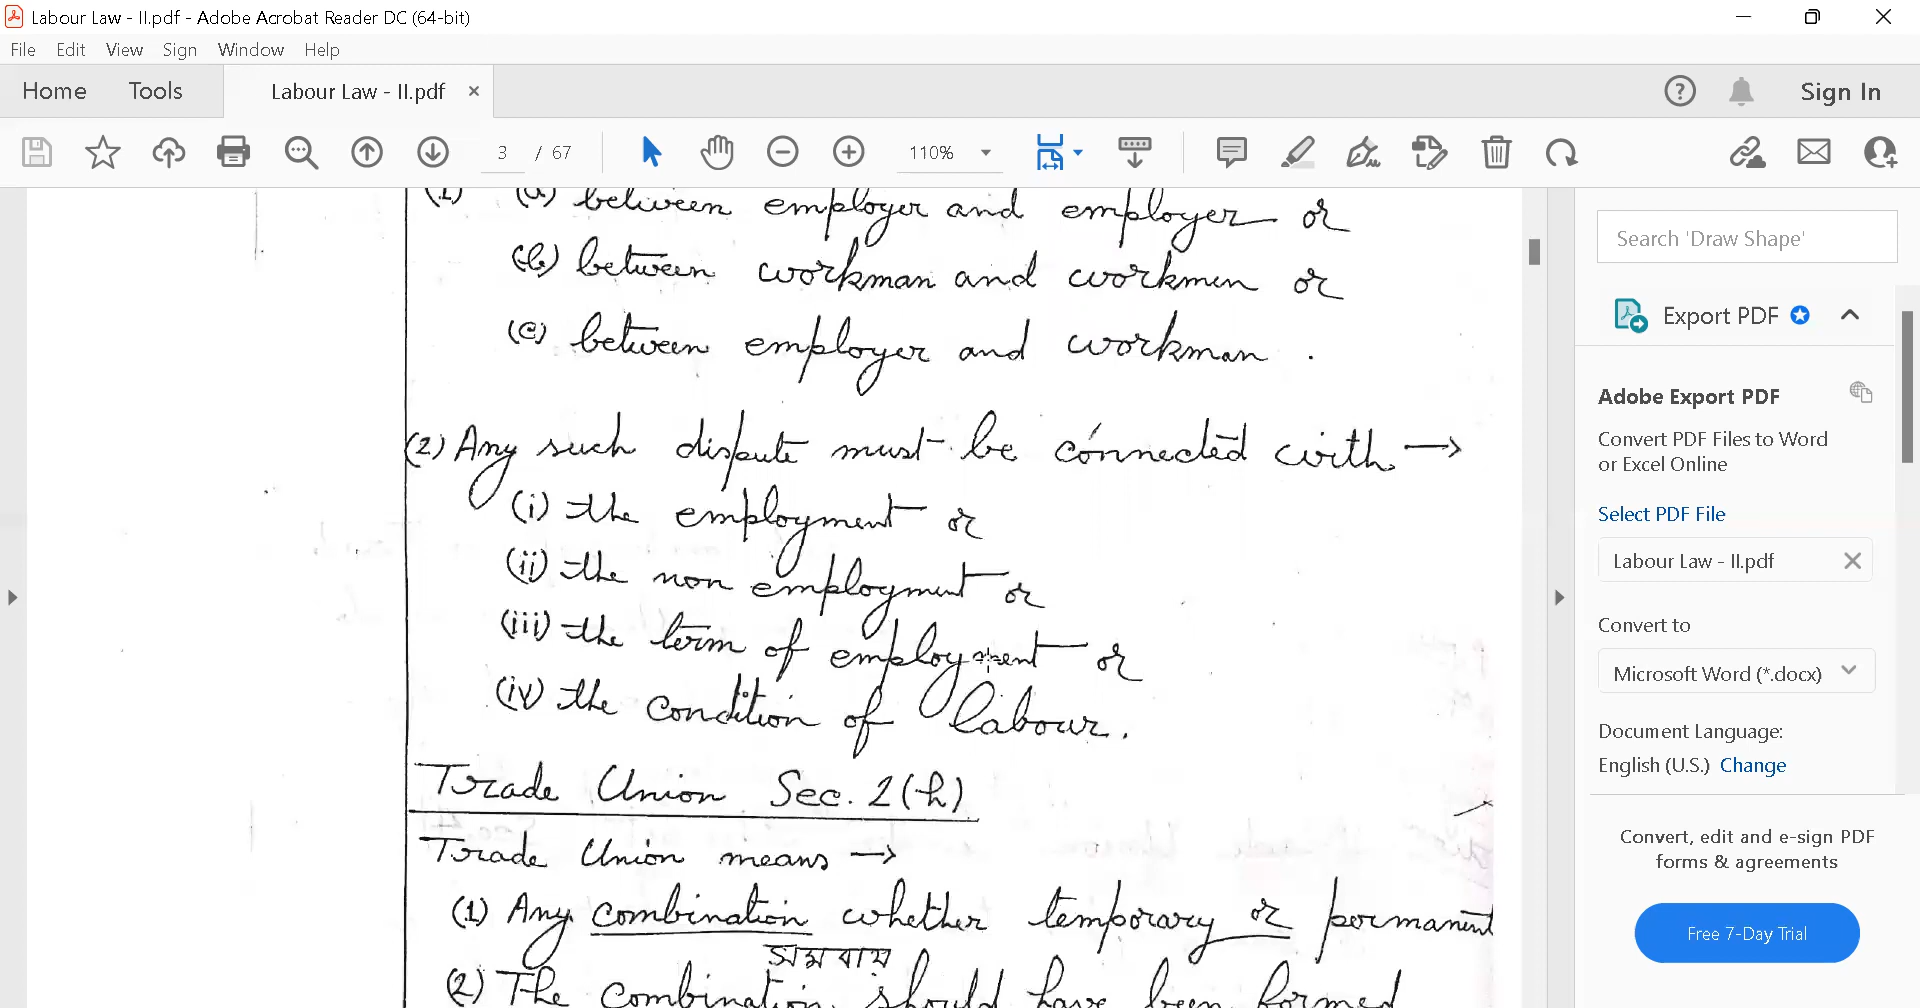 Labour Law - II.pdf - Adobe Acrobat Reader DC (64-bit)
File Edit View Sign Window Help
Home Tools Labour Law - II.pdf × Sign In
3 / 67 110%
(1) (a) between employer and employer or
(b) between workman and workmen or
(c) between employer and workman.
(2) Any such dispute must be connected with →
(i) the employment or
(ii) the non employment or
(iii) the term of employment or
(iv) the condition of labour.
Trade Union Sec. 2(h)
Trade Union means →
(1) Any combination whether temporary or permanent
সমবায়
(2) The combination should have been formed
Search 'Draw Shape'
Export PDF
Adobe Export PDF
Convert PDF Files to Word
or Excel Online
Select PDF File
Labour Law - II.pdf
Convert to
Microsoft Word (*.docx)
Document Language:
English (U.S.) Change
Convert, edit and e-sign PDF
forms & agreements
Free 7-Day Trial